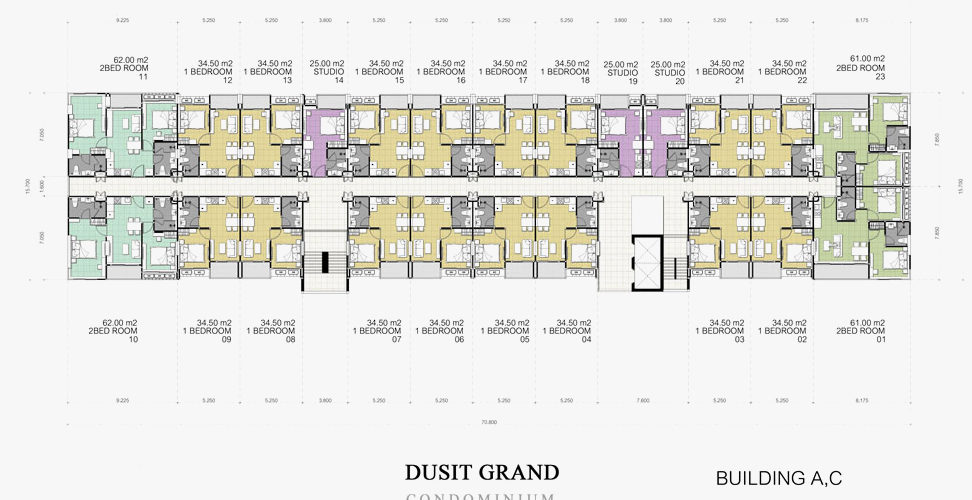 9.225 5.250 5.250 3.800 5.250 5.250 5.250 5.250 3.800 3.800 5.250 5.250 8.175
62.00 m2
2BED ROOM
11
34.50 m2
1 BEDROOM
12
34.50 m2
1 BEDROOM
13
25.00 m2
STUDIO
14
34.50 m2
1 BEDROOM
15
34.50 m2
1 BEDROOM
16
34.50 m2
1 BEDROOM
17
34.50 m2
1 BEDROOM
18
25.00 m2
STUDIO
19
25.00 m2
STUDIO
20
34.50 m2
1 BEDROOM
21
34.50 m2
1 BEDROOM
22
61.00 m2
2BED ROOM
23
7.050
15.700
1.600
7.050
7.850
15.700
7.850
62.00 m2
2BED ROOM
10
34.50 m2
1 BEDROOM
09
34.50 m2
1 BEDROOM
08
34.50 m2
1 BEDROOM
07
34.50 m2
1 BEDROOM
06
34.50 m2
1 BEDROOM
05
34.50 m2
1 BEDROOM
04
34.50 m2
1 BEDROOM
03
34.50 m2
1 BEDROOM
02
61.00 m2
2BED ROOM
01
9.225 5.250 5.250 3.800 5.250 5.250 5.250 5.250 7.600 5.250 5.250 8.175
70.800
DUSIT GRAND
CONDOMINIUM
BUILDING A,C